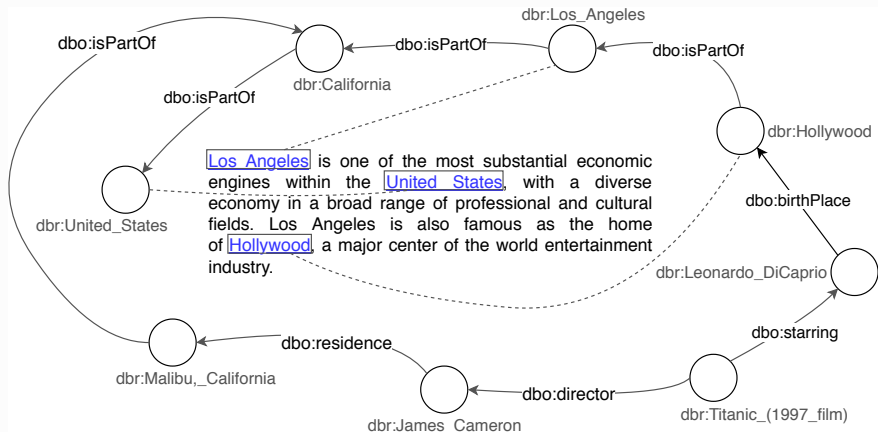 dbr:Los_Angeles
dbo:isPartOf
dbo:isPartOf
dbo:isPartOf
dbr:California
dbo:isPartOf
dbr:Hollywood
Los Angeles is one of the most substantial economic
engines within the United States, with a diverse
economy in a broad range of professional and cultural
fields. Los Angeles is also famous as the home
of Hollywood, a major center of the world entertainment
industry.
dbo:birthPlace
dbr:United_States
dbr:Leonardo_DiCaprio
dbo:starring
dbo:residence
dbr:Malibu,_California
dbo:director
dbr:Titanic_(1997_film)
dbr:James_Cameron